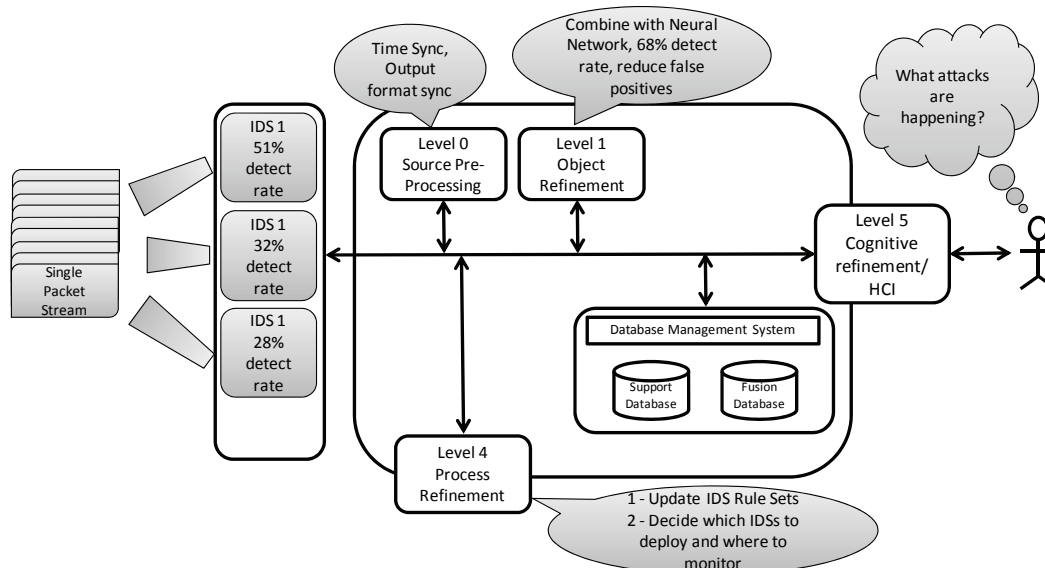 Time Sync,
Output
format sync
Combine with Neural
Network, 68% detect
rate, reduce false
positives
What attacks
are
happening?
IDS 1
51%
detect
rate
IDS 1
32%
detect
rate
IDS 1
28%
detect
rate
Single
Packet
Stream
Level 0
Source Pre-
Processing
Level 1
Object
Refinement
Level 5
Cognitive
refinement/
HCI
Database Management System
Support
Database
Fusion
Database
Level 4
Process
Refinement
1 - Update IDS Rule Sets
2 - Decide which IDSs to
deploy and where to
monitor